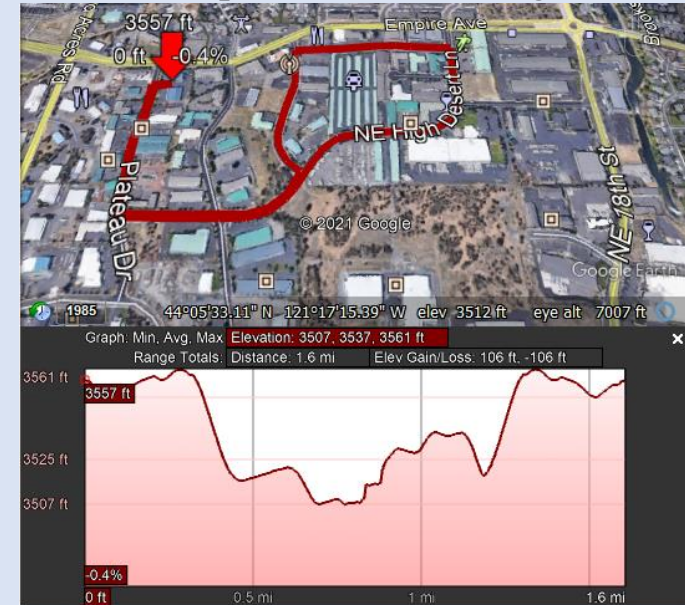 3557 ft
0 ft -0.4%
Acres Rd
Empire Ave
Brooks
NE High Desert Ln
Plateau Dr
NE 18th St
© 2021 Google
Google Earth
1985 44°05'33.11" N 121°17'15.39" W elev 3512 ft eye alt 7007 ft
Graph: Min, Avg, Max Elevation: 3507, 3537, 3561 ft
Range Totals: Distance: 1.6 mi Elev Gain/Loss: 106 ft, -106 ft
3561 ft
3557 ft
3525 ft
3507 ft
-0.4%
0 ft 0.5 mi 1 mi 1.6 mi